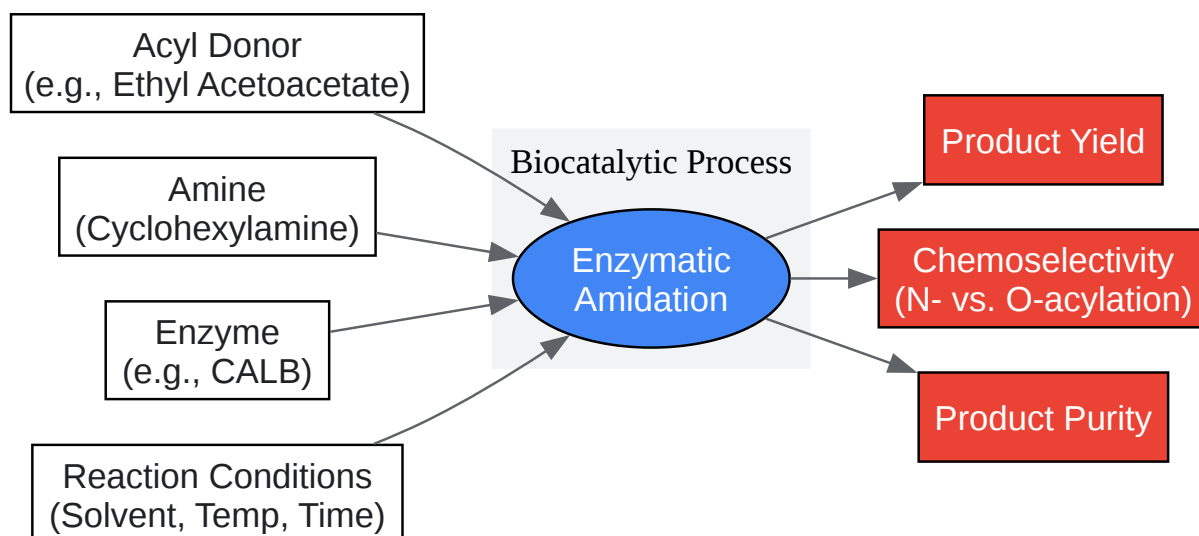 Acyl Donor
(e.g., Ethyl Acetoacetate)
Amine
(Cyclohexylamine)
Enzyme
(e.g., CALB)
Reaction Conditions
(Solvent, Temp, Time)
Biocatalytic Process
Enzymatic
Amidation
Product Yield
Chemoselectivity
(N- vs. O-acylation)
Product Purity